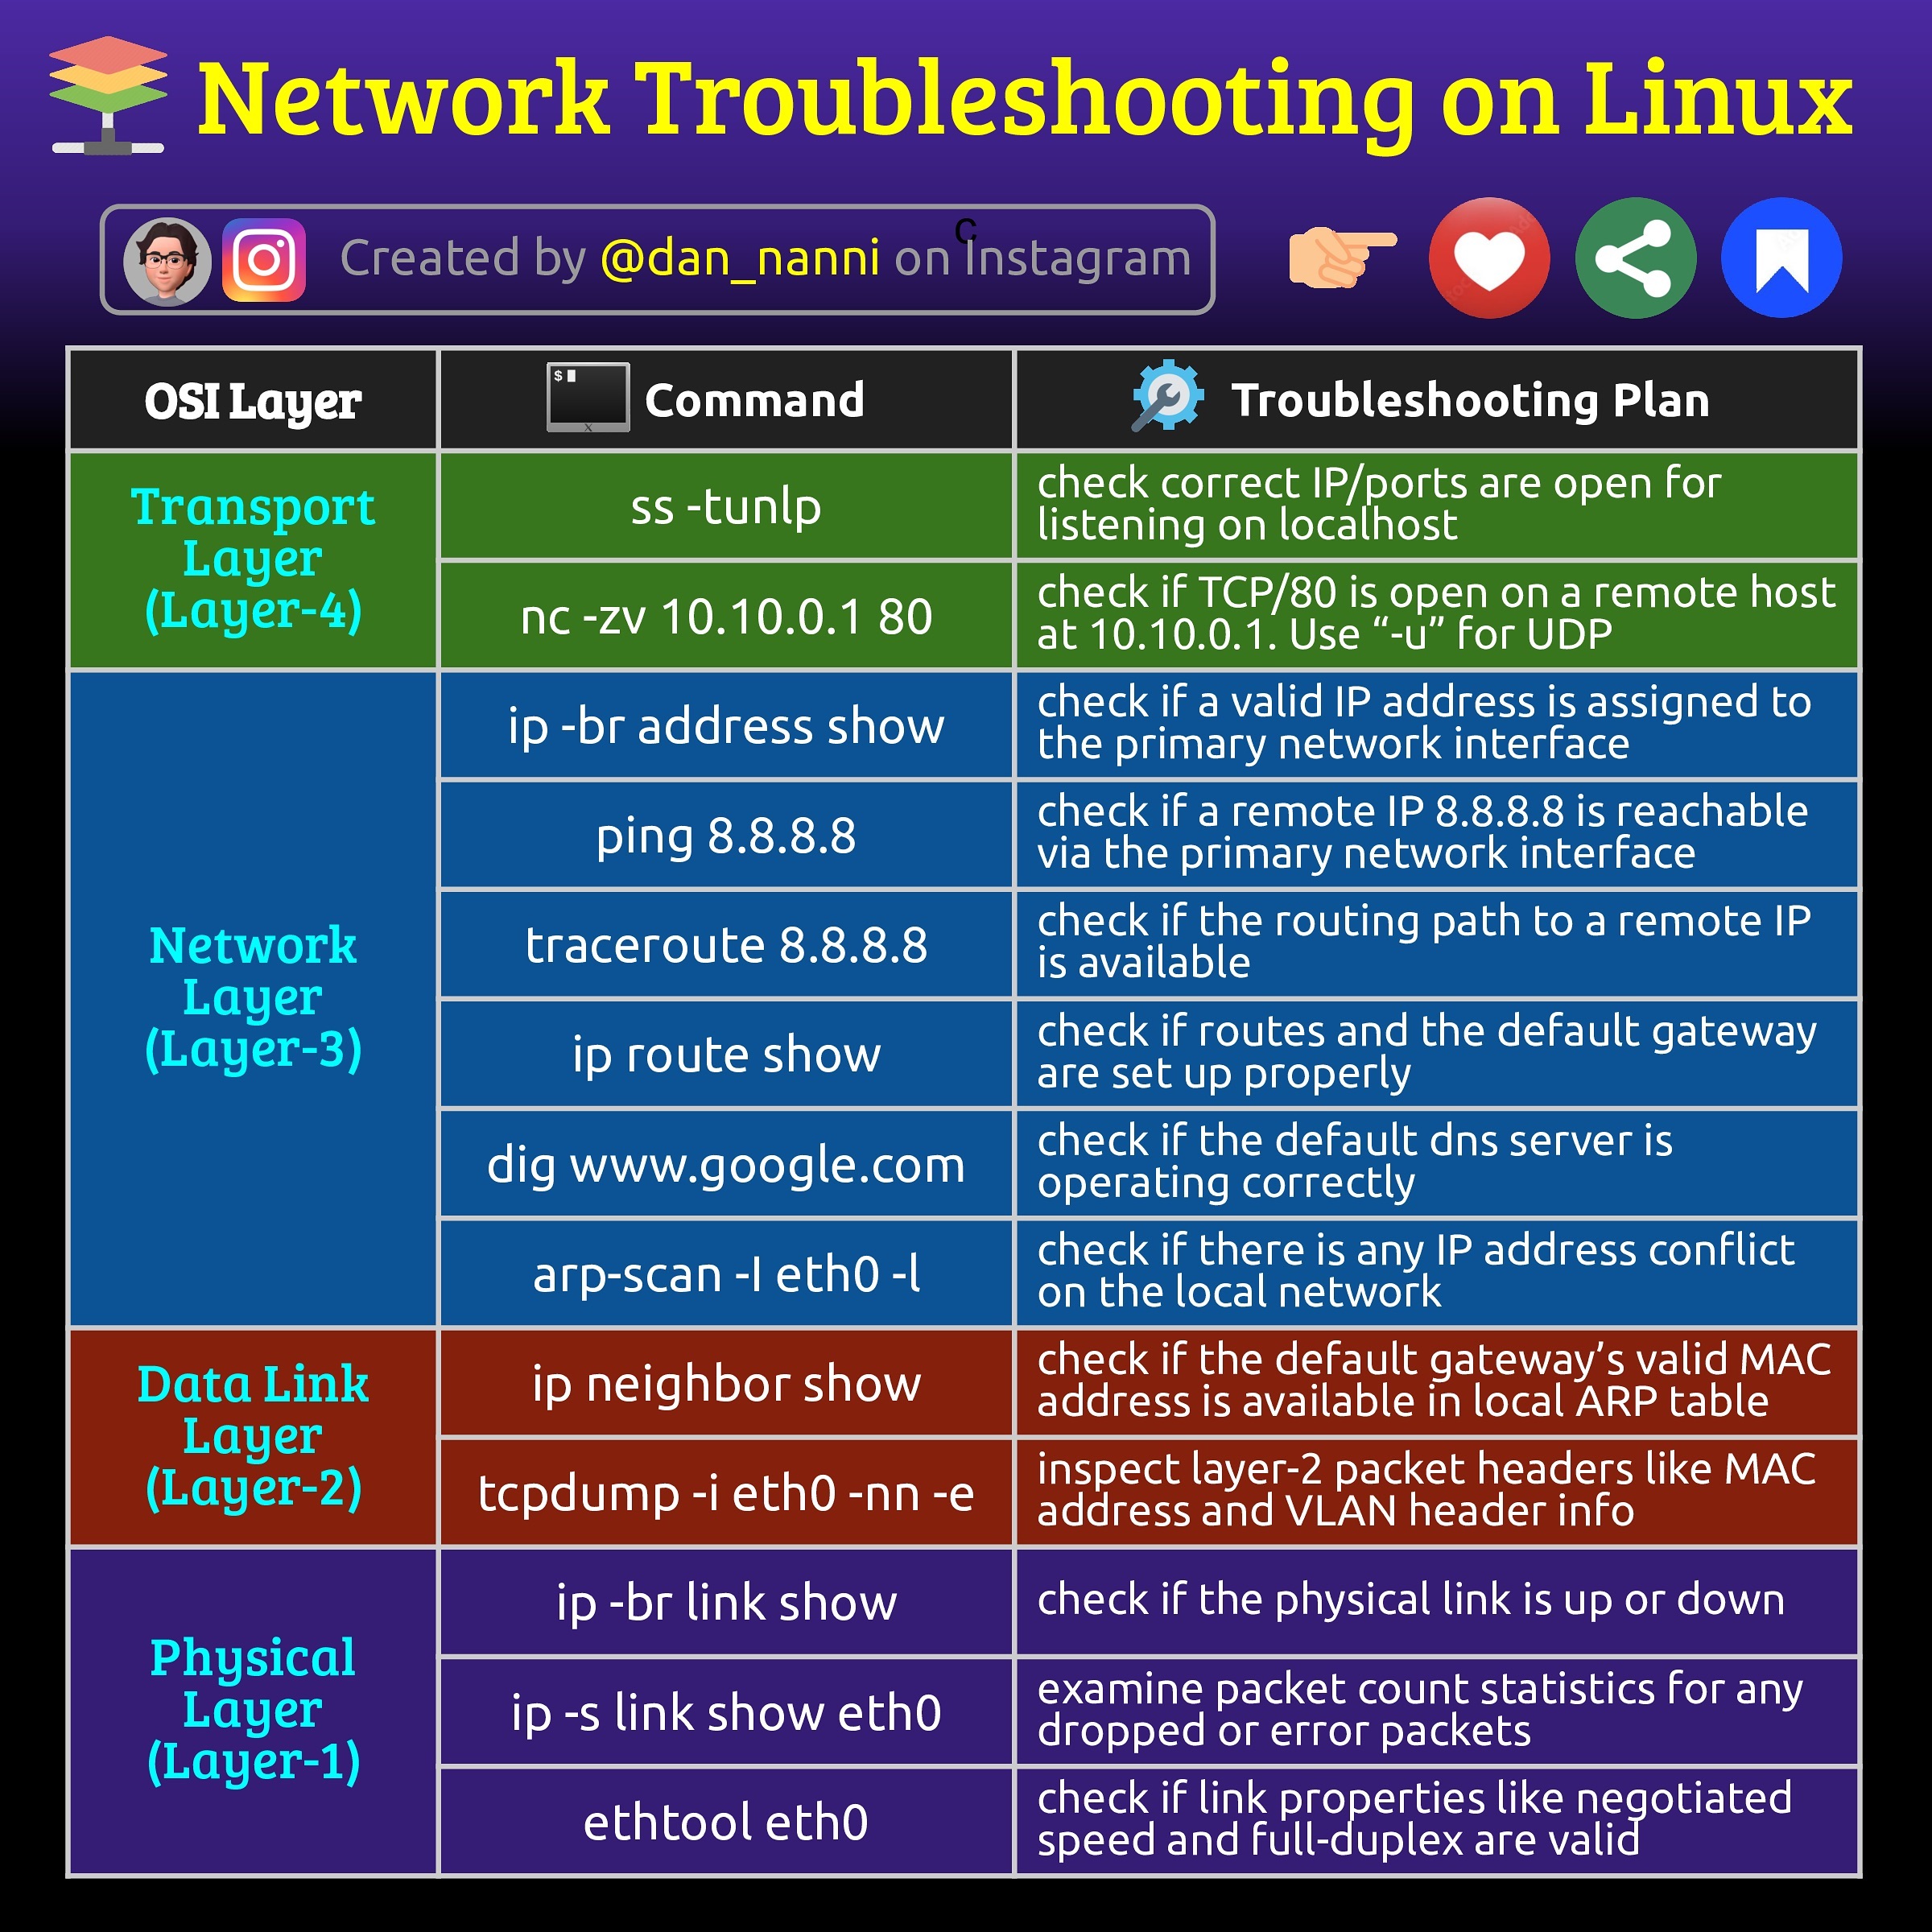 Network Troubleshooting on Linux
c
Created by @dan_nanni on Instagram
OSI Layer
$
X
Command
Troubleshooting Plan
Transport
Layer
(Layer-4)
ss -tunlp
check correct IP/ports are open for
listening on localhost
nc -zv 10.10.0.1 80
check if TCP/80 is open on a remote host
at 10.10.0.1. Use “-u” for UDP
Network
Layer
(Layer-3)
ip -br address show
check if a valid IP address is assigned to
the primary network interface
ping 8.8.8.8
check if a remote IP 8.8.8.8 is reachable
via the primary network interface
traceroute 8.8.8.8
check if the routing path to a remote IP
is available
ip route show
check if routes and the default gateway
are set up properly
dig www.google.com
check if the default dns server is
operating correctly
arp-scan -I eth0 -l
check if there is any IP address conflict
on the local network
Data Link
Layer
(Layer-2)
ip neighbor show
check if the default gateway’s valid MAC
address is available in local ARP table
tcpdump -i eth0 -nn -e
inspect layer-2 packet headers like MAC
address and VLAN header info
Physical
Layer
(Layer-1)
ip -br link show
check if the physical link is up or down
ip -s link show eth0
examine packet count statistics for any
dropped or error packets
ethtool eth0
check if link properties like negotiated
speed and full-duplex are valid